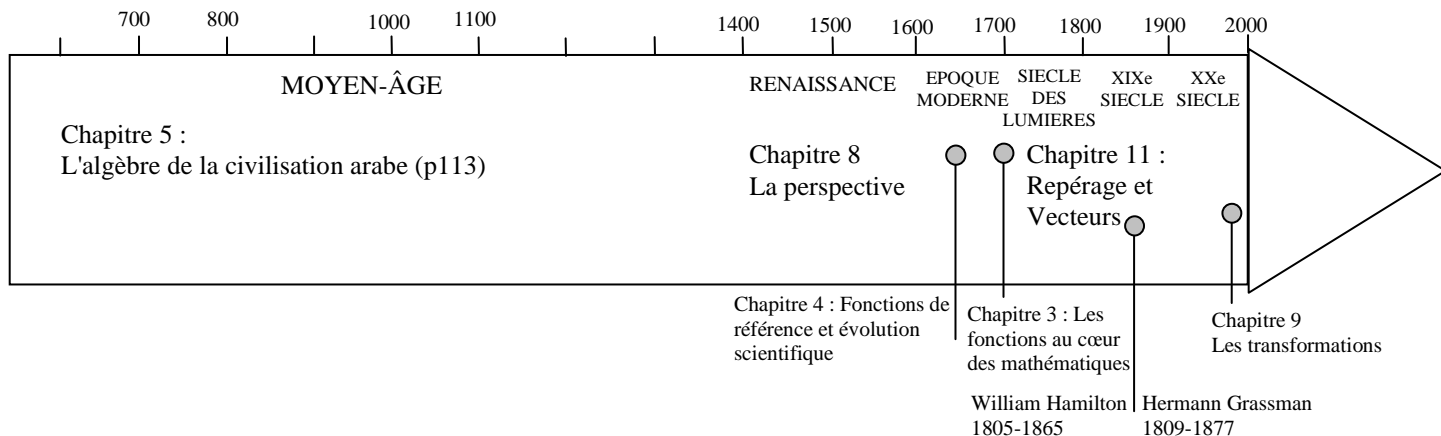 700 800 1000 1100 1400 1500 1600 1700 1800 1900 2000
MOYEN-ÂGE
RENAISSANCE
EPOQUE
MODERNE
SIECLE
DES
LUMIERES
XIXe
SIECLE
XXe
SIECLE
Chapitre 5 :
L'algèbre de la civilisation arabe (p113)
Chapitre 8
La perspective
Chapitre 11 :
Repérage et
Vecteurs
Chapitre 4 : Fonctions de
référence et évolution
scientifique
Chapitre 3 : Les
fonctions au cœur
des mathématiques
Chapitre 9
Les transformations
William Hamilton
1805-1865
Hermann Grassman
1809-1877